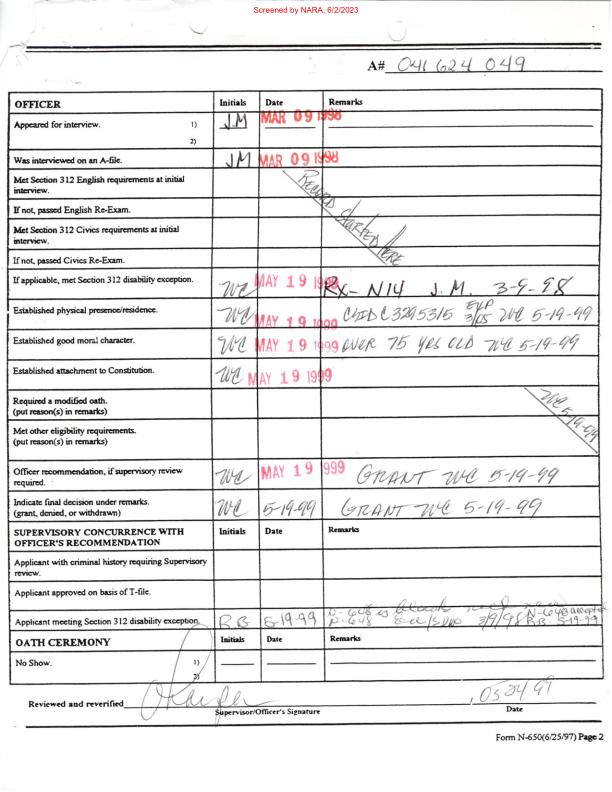 Screened by NARA, 6/2/2023
A# 041 624 049
OFFICER Initials Date Remarks
Appeared for interview. 1) JM MAR 09 1998
2)
Was interviewed on an A-file. JM MAR 09 1998
Met Section 312 English requirements at initial
interview.
RECORD STARTED HERE
If not, passed English Re-Exam.
Met Section 312 Civics requirements at initial
interview.
If not, passed Civics Re-Exam.
If applicable, met Section 312 disability exception. WC MAY 19 1999 RX- N14 J.M. 3-9-98
Established physical presence/residence. WC MAY 19 1999 CHID C3295315 EXP 3/05 WC 5-19-99
Established good moral character. WC MAY 19 1999 OVER 75 YRS OLD WC 5-19-99
Established attachment to Constitution. WC MAY 19 1999
Required a modified oath.
(put reason(s) in remarks)
WC 5-19-99
Met other eligibility requirements.
(put reason(s) in remarks)
Officer recommendation, if supervisory review
required. WC MAY 19 1999 GRANT WC 5-19-99
Indicate final decision under remarks.
(grant, denied, or withdrawn) WC 5-19-99 GRANT WC 5-19-99
SUPERVISORY CONCURRENCE WITH
OFFICER'S RECOMMENDATION Initials Date Remarks
Applicant with criminal history requiring Supervisory
review.
Applicant approved on basis of T-file.
Applicant meeting Section 312 disability exception. RB 5-19-99 N-648 is blank N-648 accepted
N-648 3/9/98 RB 5-19-99
OATH CEREMONY Initials Date Remarks
No Show. 1)
2)
Reviewed and reverified 05 24 99
Supervisor/Officer's Signature Date
Form N-650(6/25/97) Page 2